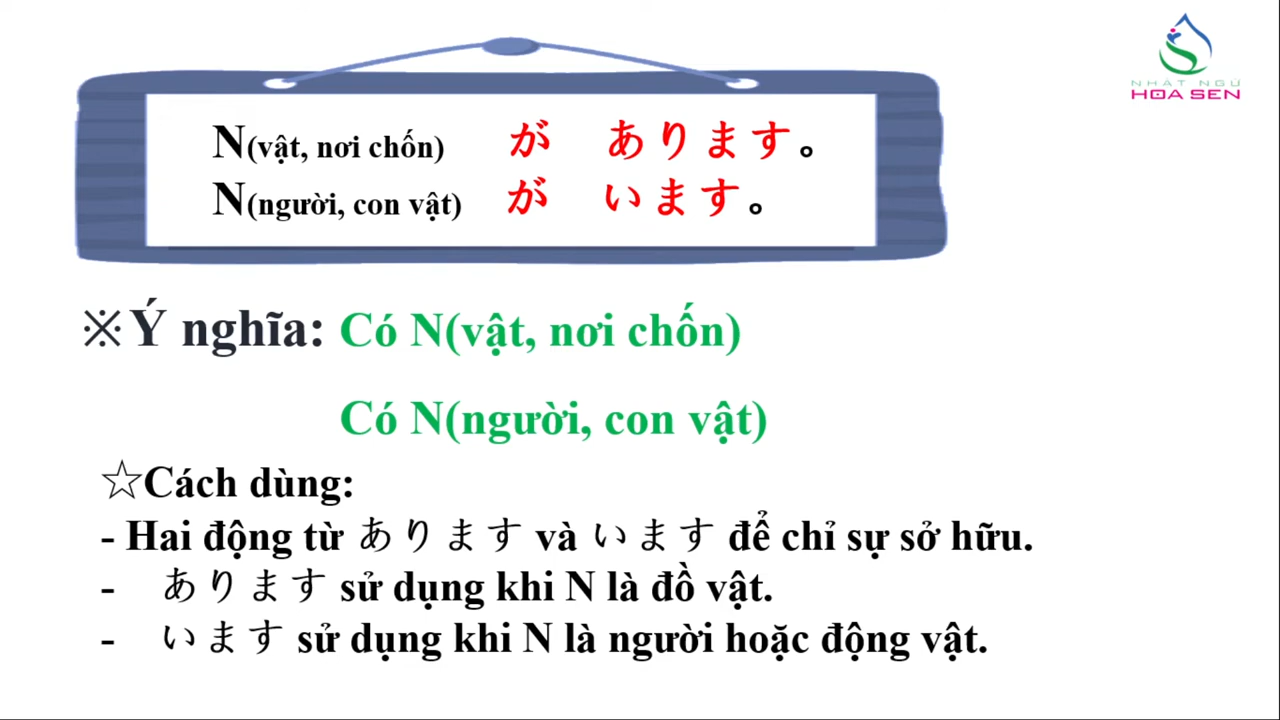 NHẬT NGỮ
HOA SEN
N(vật, nơi chốn) が あります。
N(người, con vật) が います。
※Ý nghĩa: Có N(vật, nơi chốn)
Có N(người, con vật)
☆Cách dùng:
- Hai động từ あります và います để chỉ sự sở hữu.
- あります sử dụng khi N là đồ vật.
- います sử dụng khi N là người hoặc động vật.